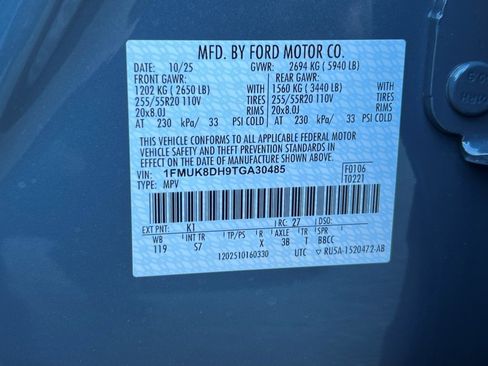 MFD. BY FORD MOTOR CO.
DATE: 10/25 GVWR: 2694 KG ( 5940 LB)
FRONT GAWR: REAR GAWR:
1202 KG ( 2650 LB) WITH 1560 KG ( 3440 LB) WITH
255/55R20 110V TIRES 255/55R20 110V TIRES
20x8.0J RIMS 20x8.0J RIMS
AT 230 kPa/ 33 PSI COLD AT 230 kPa/ 33 PSI COLD
THIS VEHICLE CONFORMS TO ALL APPLICABLE FEDERAL MOTOR
VEHICLE SAFETY AND THEFT PREVENTION STANDARDS IN EFFECT ON
THE DATE OF MANUFACTURE SHOWN ABOVE.
VIN: 1FMUK8DH9TGA30485 F0106
TYPE: MPV T0221
EXT PNT: K1 RC: 27 DSO:
WB INT TR TP/PS R AXLE TR SPR
119 S7 X 3B T BBCC
1202510160330 UTC RU5A-1520472-AB